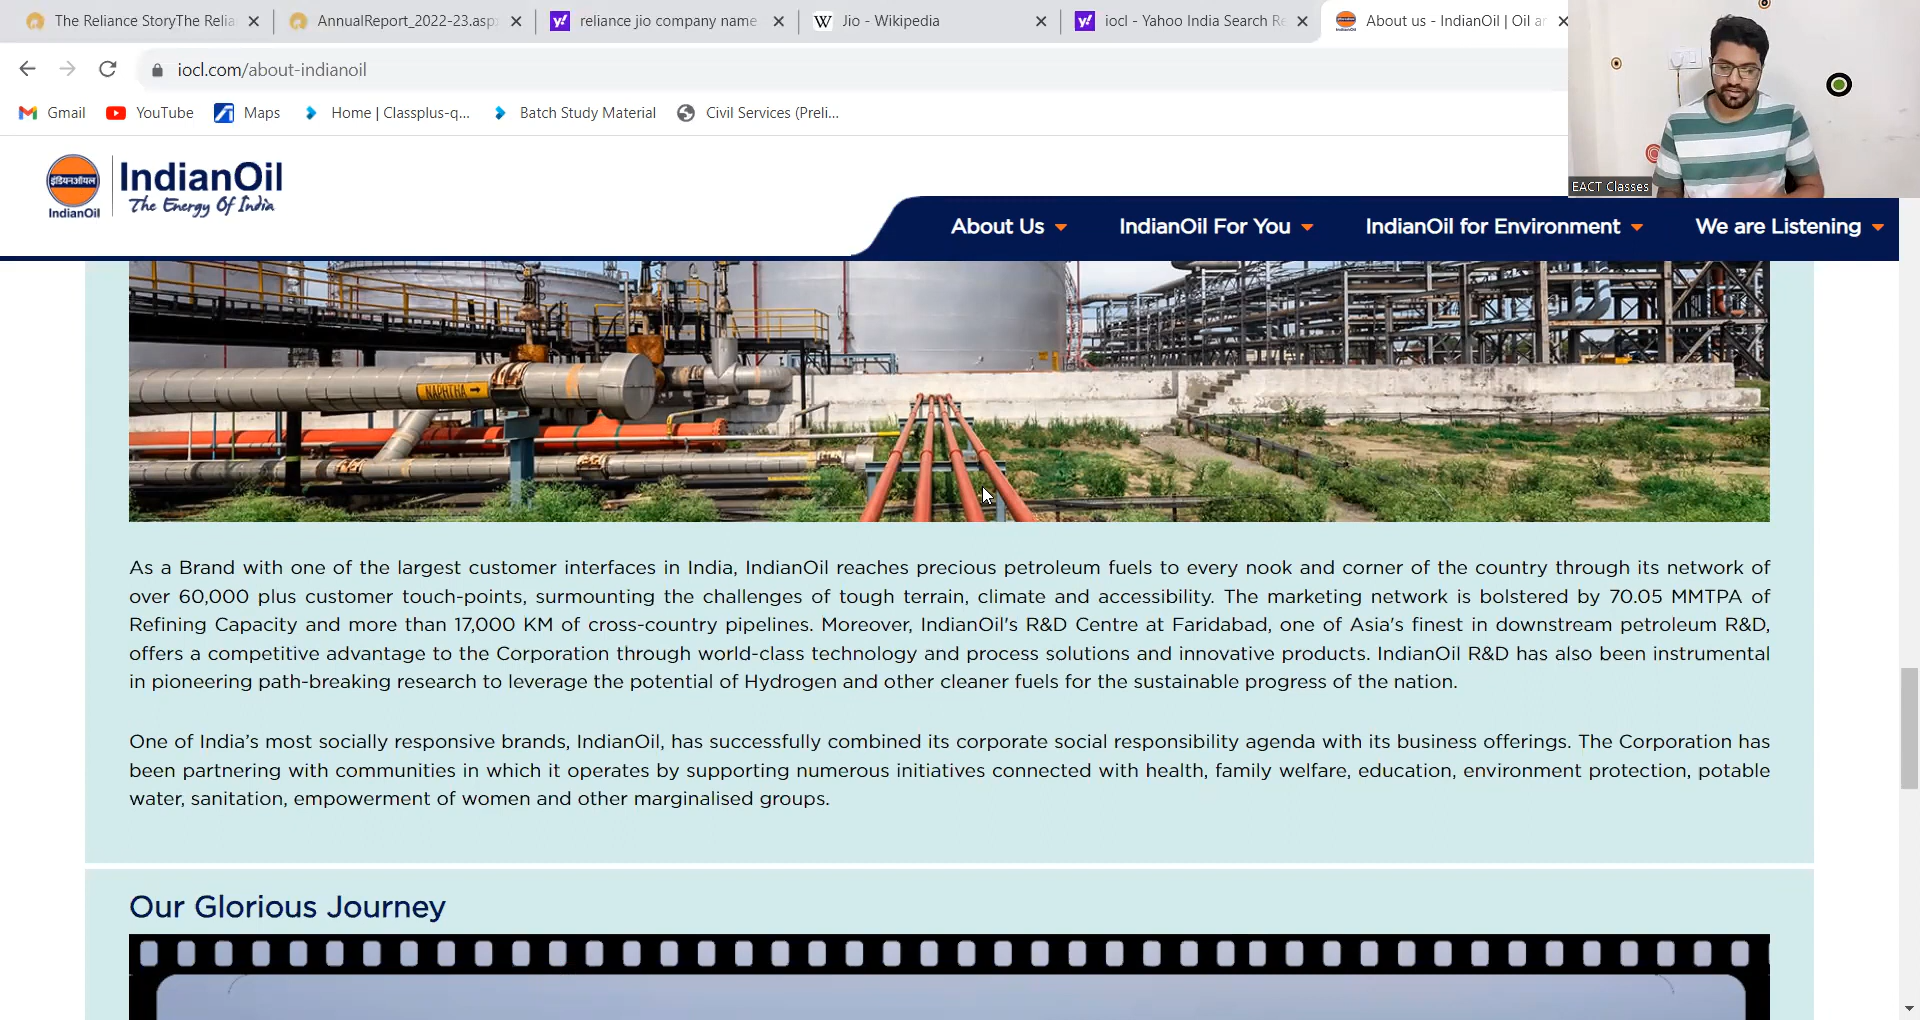 The Reliance StoryThe Relia
AnnualReport_2022-23.asp
reliance jio company name
Jio - Wikipedia
iocl - Yahoo India Search Re
About us - IndianOil | Oil an
iocl.com/about-indianoil
Gmail
YouTube
Maps
Home | Classplus-q...
Batch Study Material
Civil Services (Preli...
EACT Classes
इंडियनऑयल
IndianOil
IndianOil
The Energy Of India
About Us
IndianOil For You
IndianOil for Environment
We are Listening
NAPHTHA
As a Brand with one of the largest customer interfaces in India, IndianOil reaches precious petroleum fuels to every nook and corner of the country through its network of
over 60,000 plus customer touch-points, surmounting the challenges of tough terrain, climate and accessibility. The marketing network is bolstered by 70.05 MMTPA of
Refining Capacity and more than 17,000 KM of cross-country pipelines. Moreover, IndianOil's R&D Centre at Faridabad, one of Asia's finest in downstream petroleum R&D,
offers a competitive advantage to the Corporation through world-class technology and process solutions and innovative products. IndianOil R&D has also been instrumental
in pioneering path-breaking research to leverage the potential of Hydrogen and other cleaner fuels for the sustainable progress of the nation.
One of India’s most socially responsive brands, IndianOil, has successfully combined its corporate social responsibility agenda with its business offerings. The Corporation has
been partnering with communities in which it operates by supporting numerous initiatives connected with health, family welfare, education, environment protection, potable
water, sanitation, empowerment of women and other marginalised groups.
Our Glorious Journey